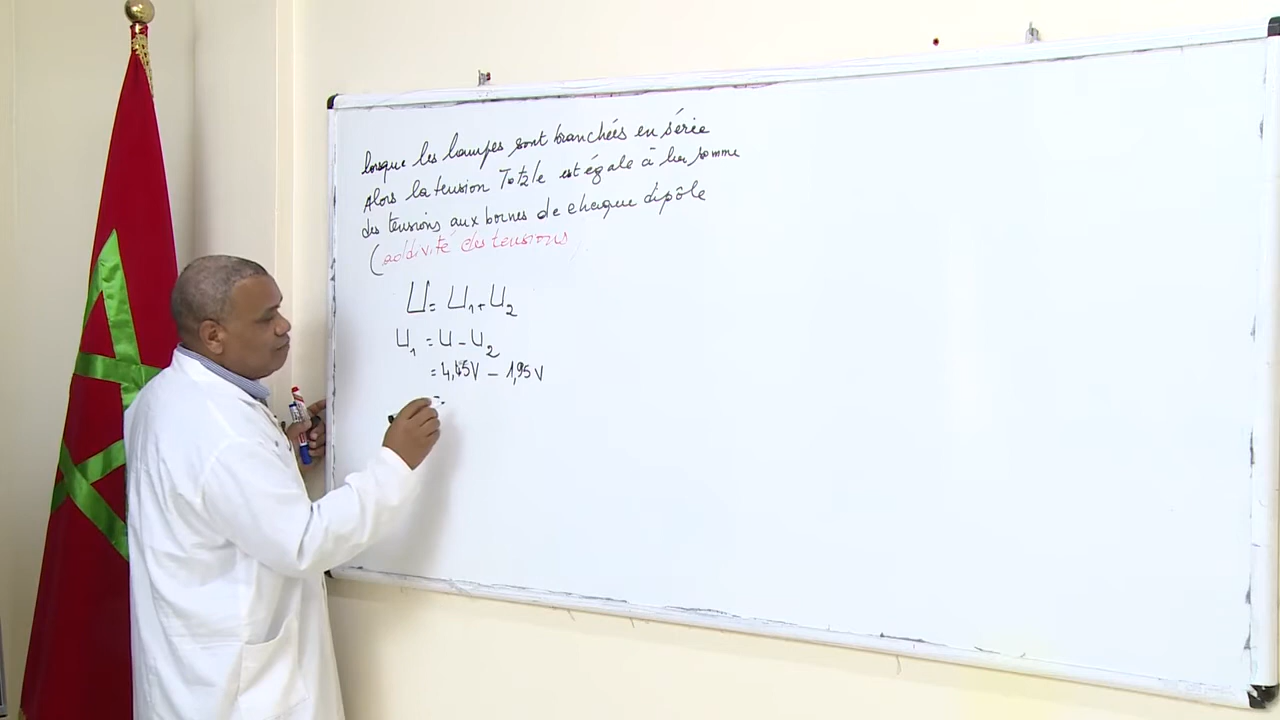 lorsque les lampes sont branchées en série
Alors la tension Totale est égale à la somme
des tensions aux bornes de chaque dipôle
(addivité des tensions)
U = U1 + U2
U1 = U - U2
= 4,45V - 1,95V
=